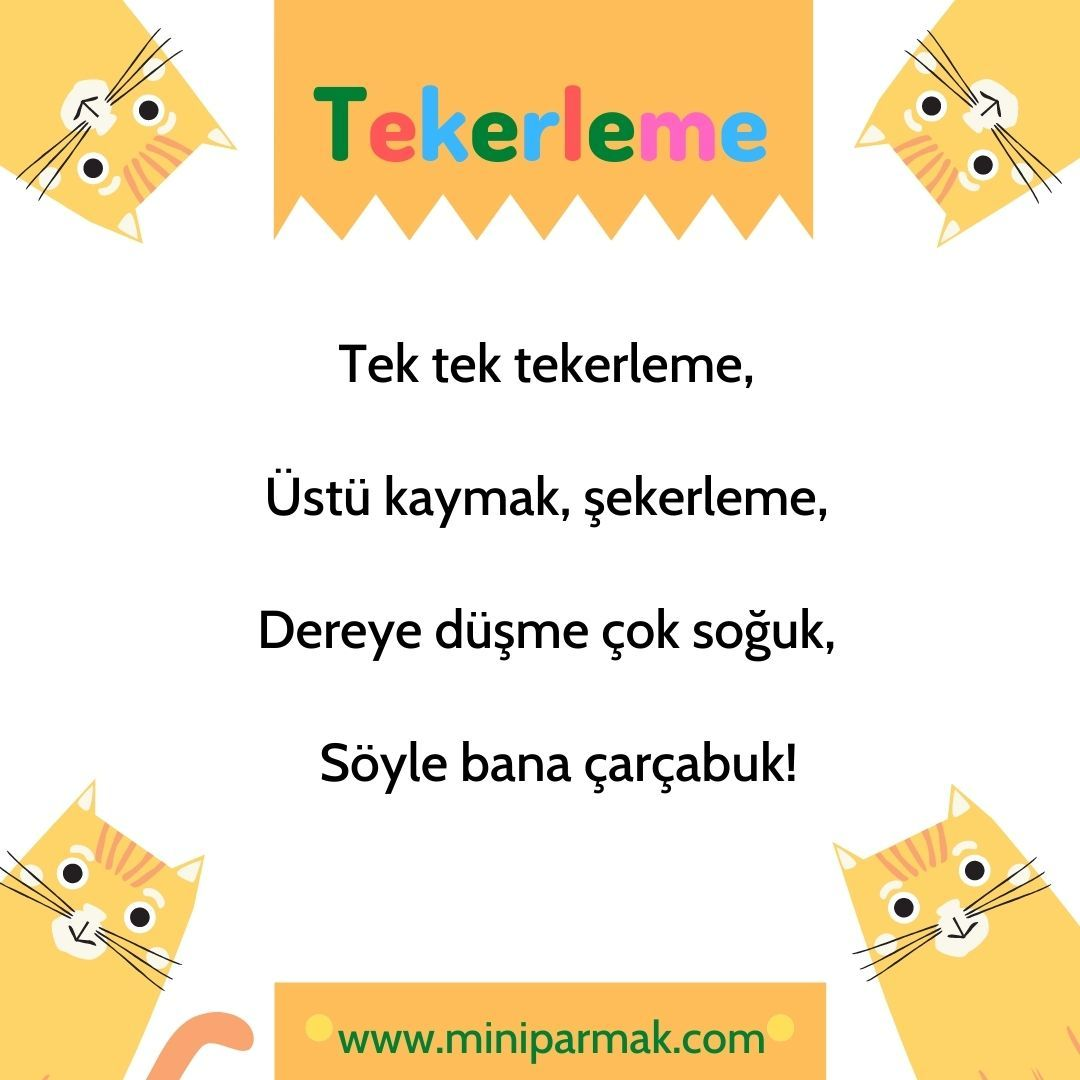 Tekerleme
Tek tek tekerleme,
Üstü kaymak, şekerleme,
Dereye düşme çok soğuk,
Söyle bana çarçabuk!
www.miniparmak.com